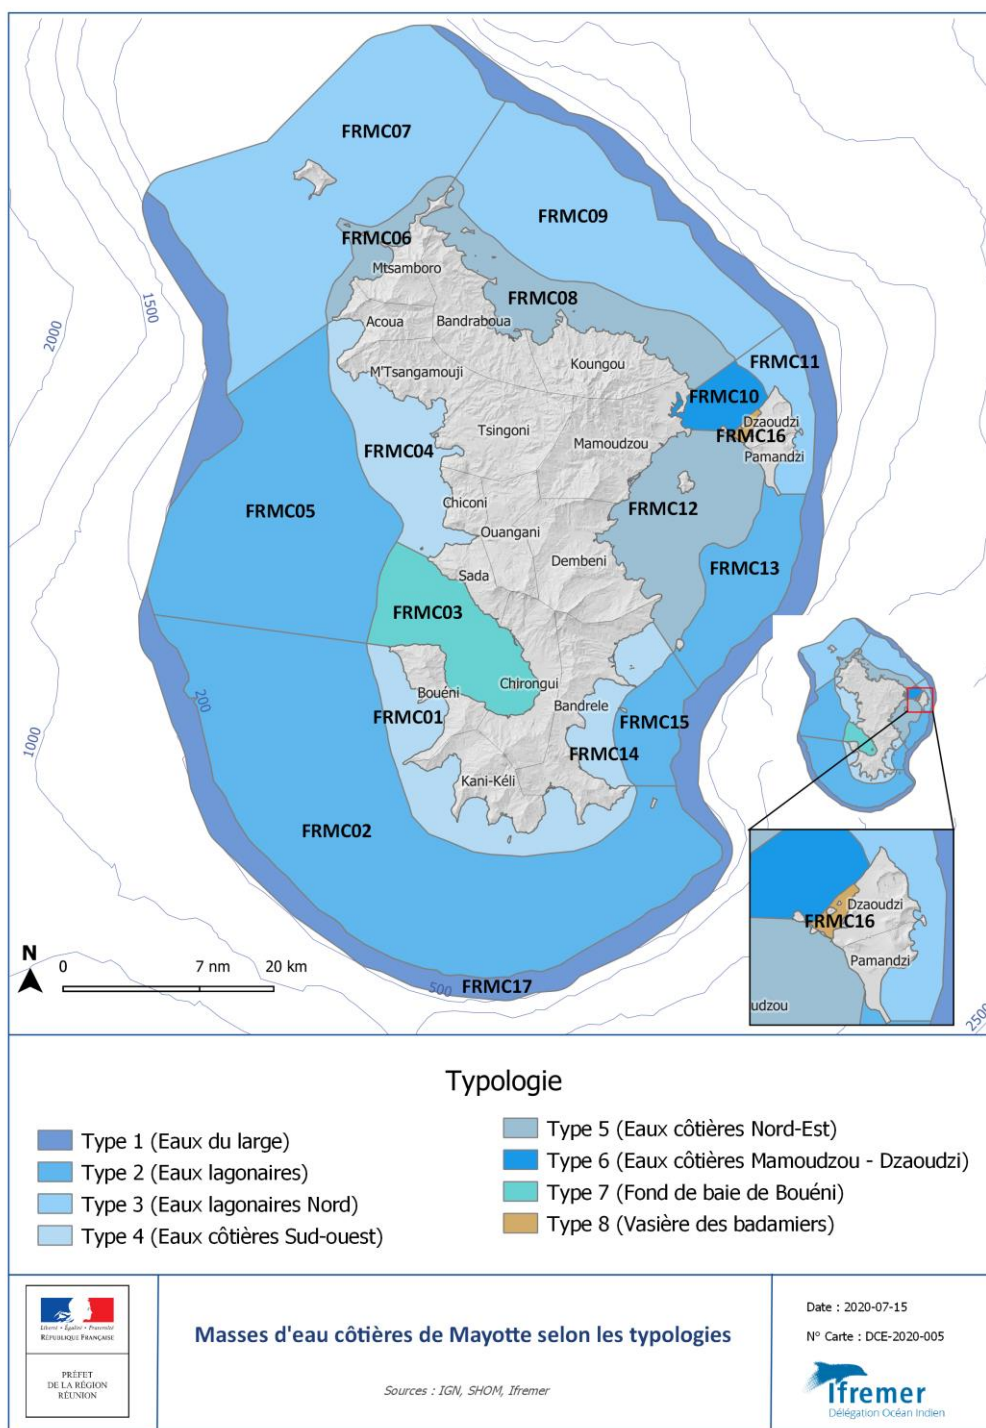 FRMC07
FRMC09
FRMC06
Mtsamboro
FRMC08
1500
2000
Acoua
Bandraboua
FRMC11
Koungou
M'Tsangamouji
FRMC10
Dzaoudzi
FRMC16
Tsingoni
Mamoudzou
FRMC04
Pamandzi
Chiconi
FRMC05
FRMC12
Ouangani
Dembeni
FRMC13
Sada
FRMC03
Chirongui
Bouéni
200
FRMC01
Bandrele
FRMC15
1000
FRMC14
Kani-Kéli
FRMC02
Dzaoudzi
FRMC16
Pamandzi
udzou
N
0 7 nm 20 km
500
FRMC17
2500
Typologie
Type 1 (Eaux du large)
Type 2 (Eaux lagonaires)
Type 3 (Eaux lagonaires Nord)
Type 4 (Eaux côtières Sud-ouest)
Type 5 (Eaux côtières Nord-Est)
Type 6 (Eaux côtières Mamoudzou - Dzaoudzi)
Type 7 (Fond de baie de Bouéni)
Type 8 (Vasière des badamiers)
Liberté • Égalité • Fraternité
RÉPUBLIQUE FRANÇAISE
PRÉFET
DE LA RÉGION
RÉUNION
Masses d'eau côtières de Mayotte selon les typologies
Sources : IGN, SHOM, Ifremer
Date : 2020-07-15
N° Carte : DCE-2020-005
Ifremer
Délégation Océan Indien